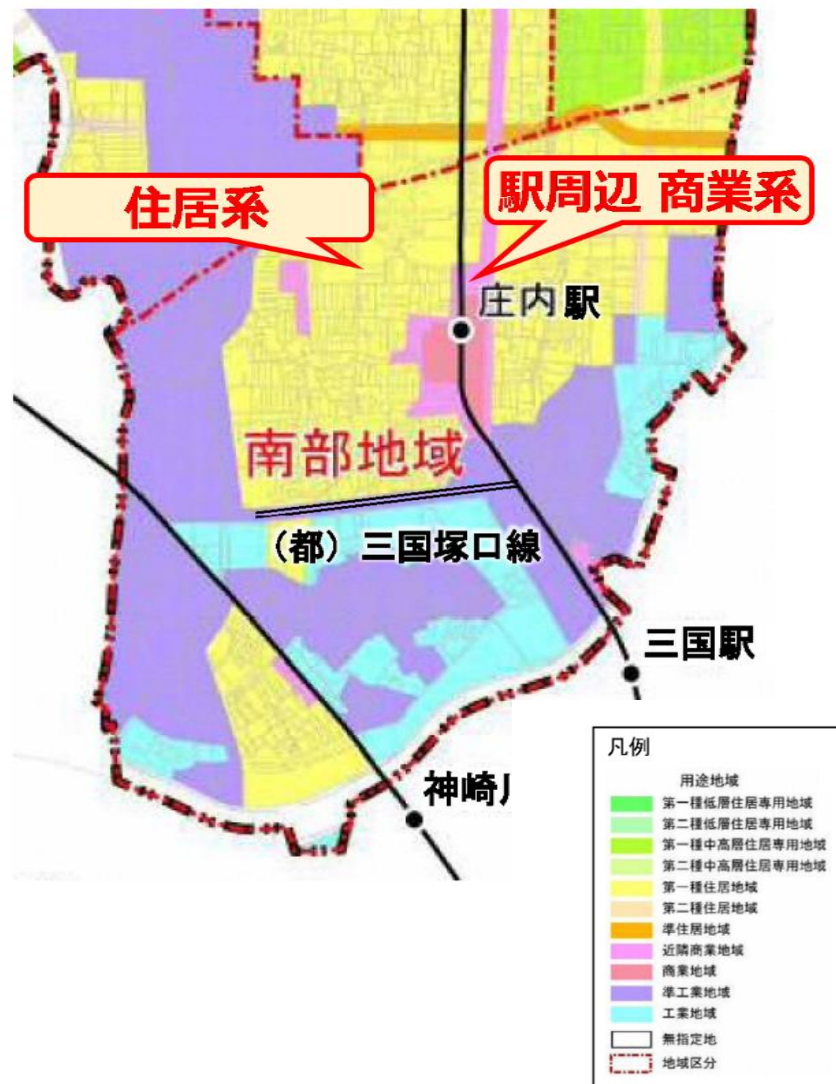 住居系
駅周辺 商業系
庄内駅
南部地域
（都）三国塚口線
三国駅
神崎川
凡例
用途地域
第一種低層住居専用地域
第二種低層住居専用地域
第一種中高層住居専用地域
第二種中高層住居専用地域
第一種住居地域
第二種住居地域
準住居地域
近隣商業地域
商業地域
準工業地域
工業地域
無指定地
地域区分